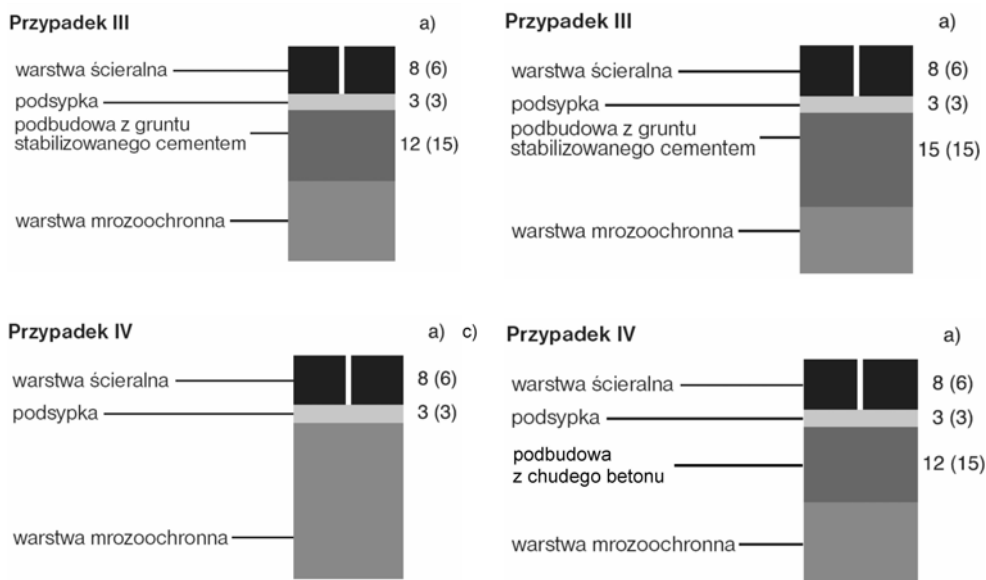 Przypadek III a)
warstwa ścieralna 8 (6)
podsypka 3 (3)
podbudowa z gruntu
stabilizowanego cementem 12 (15)
warstwa mrozoochronna
Przypadek III a)
warstwa ścieralna 8 (6)
podsypka 3 (3)
podbudowa z gruntu
stabilizowanego cementem 15 (15)
warstwa mrozoochronna
Przypadek IV a) c)
warstwa ścieralna 8 (6)
podsypka 3 (3)
warstwa mrozoochronna
Przypadek IV a)
warstwa ścieralna 8 (6)
podsypka 3 (3)
podbudowa
z chudego betonu 12 (15)
warstwa mrozoochronna